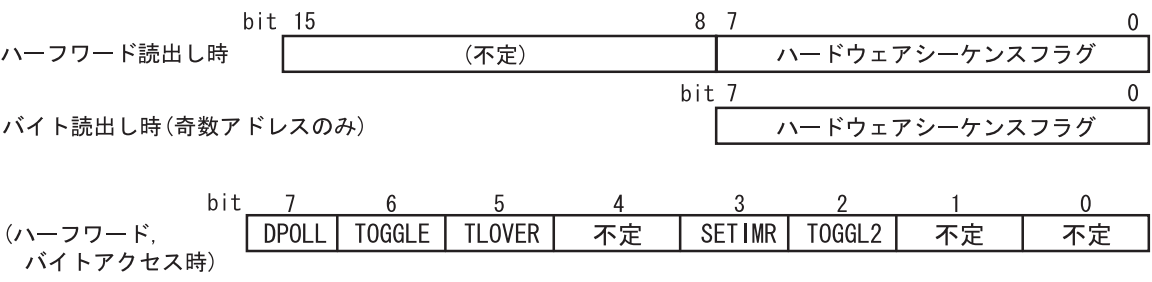 bit 15 8 7 0
ハーフワード読出し時 (不定) ハードウェアシーケンスフラグ
bit 7 0
バイト読出し時(奇数アドレスのみ) ハードウェアシーケンスフラグ
bit 7 6 5 4 3 2 1 0
(ハーフワード, DPOLL TOGGLE TLOVER 不定 SETIMR TOGGL2 不定 不定
バイトアクセス時)